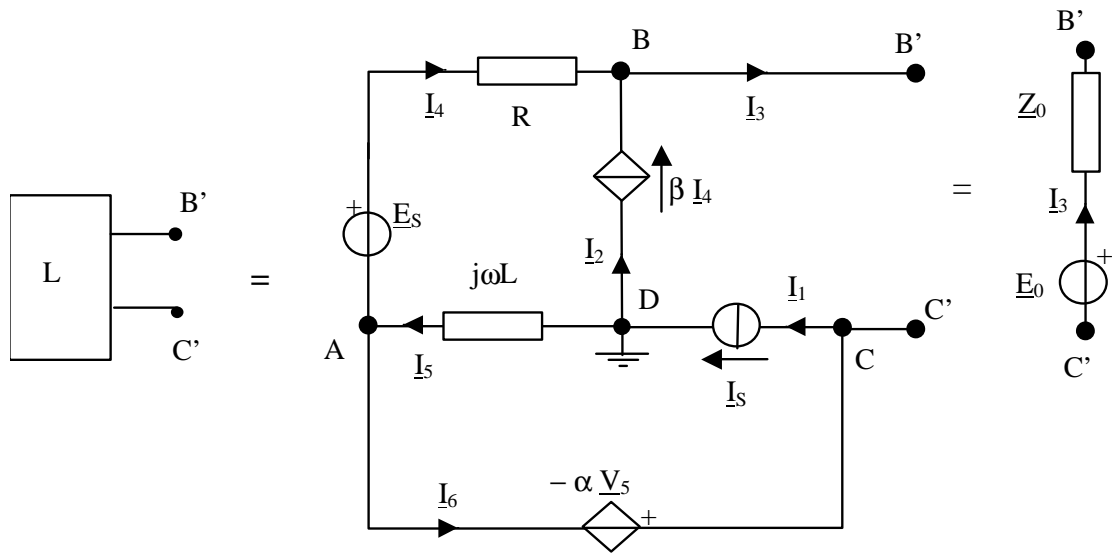 B'
B
B'
I4
R
I3
Z0
β I4
=
B'
I3
+
ES
L
=
jωL
I2
D
I1
C'
+
E0
C'
A
I5
IS
C
C'
− α V5
I6
+